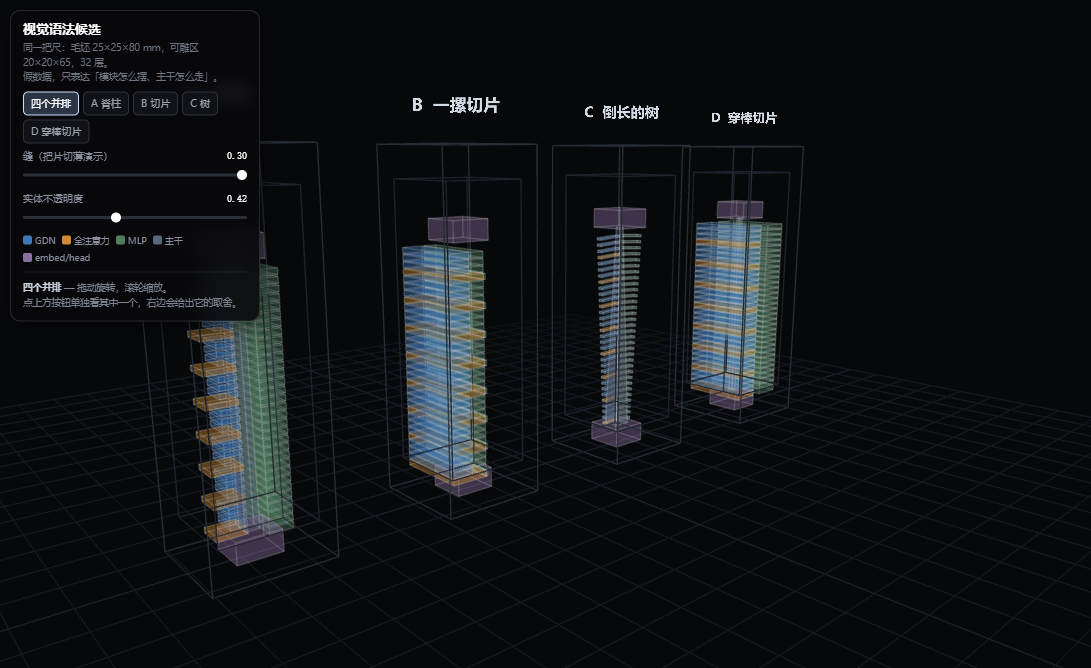 视觉语法候选
同一把尺：毛坯 25×25×80 mm，可雕区
20×20×65，32 层。
假数据，只表达「模块怎么摆、主干怎么走」。
四个并排 A 脊柱 B 切片 C 树
D 穿棒切片
缝（把片切薄演示） 0.30
实体不透明度 0.42
GDN 全注意力 MLP 主干
embed/head
四个并排 — 拖动旋转，滚轮缩放。
点上方按钮单独看其中一个，右边会给出它的取舍。
B 一摞切片
C 倒长的树
D 穿棒切片